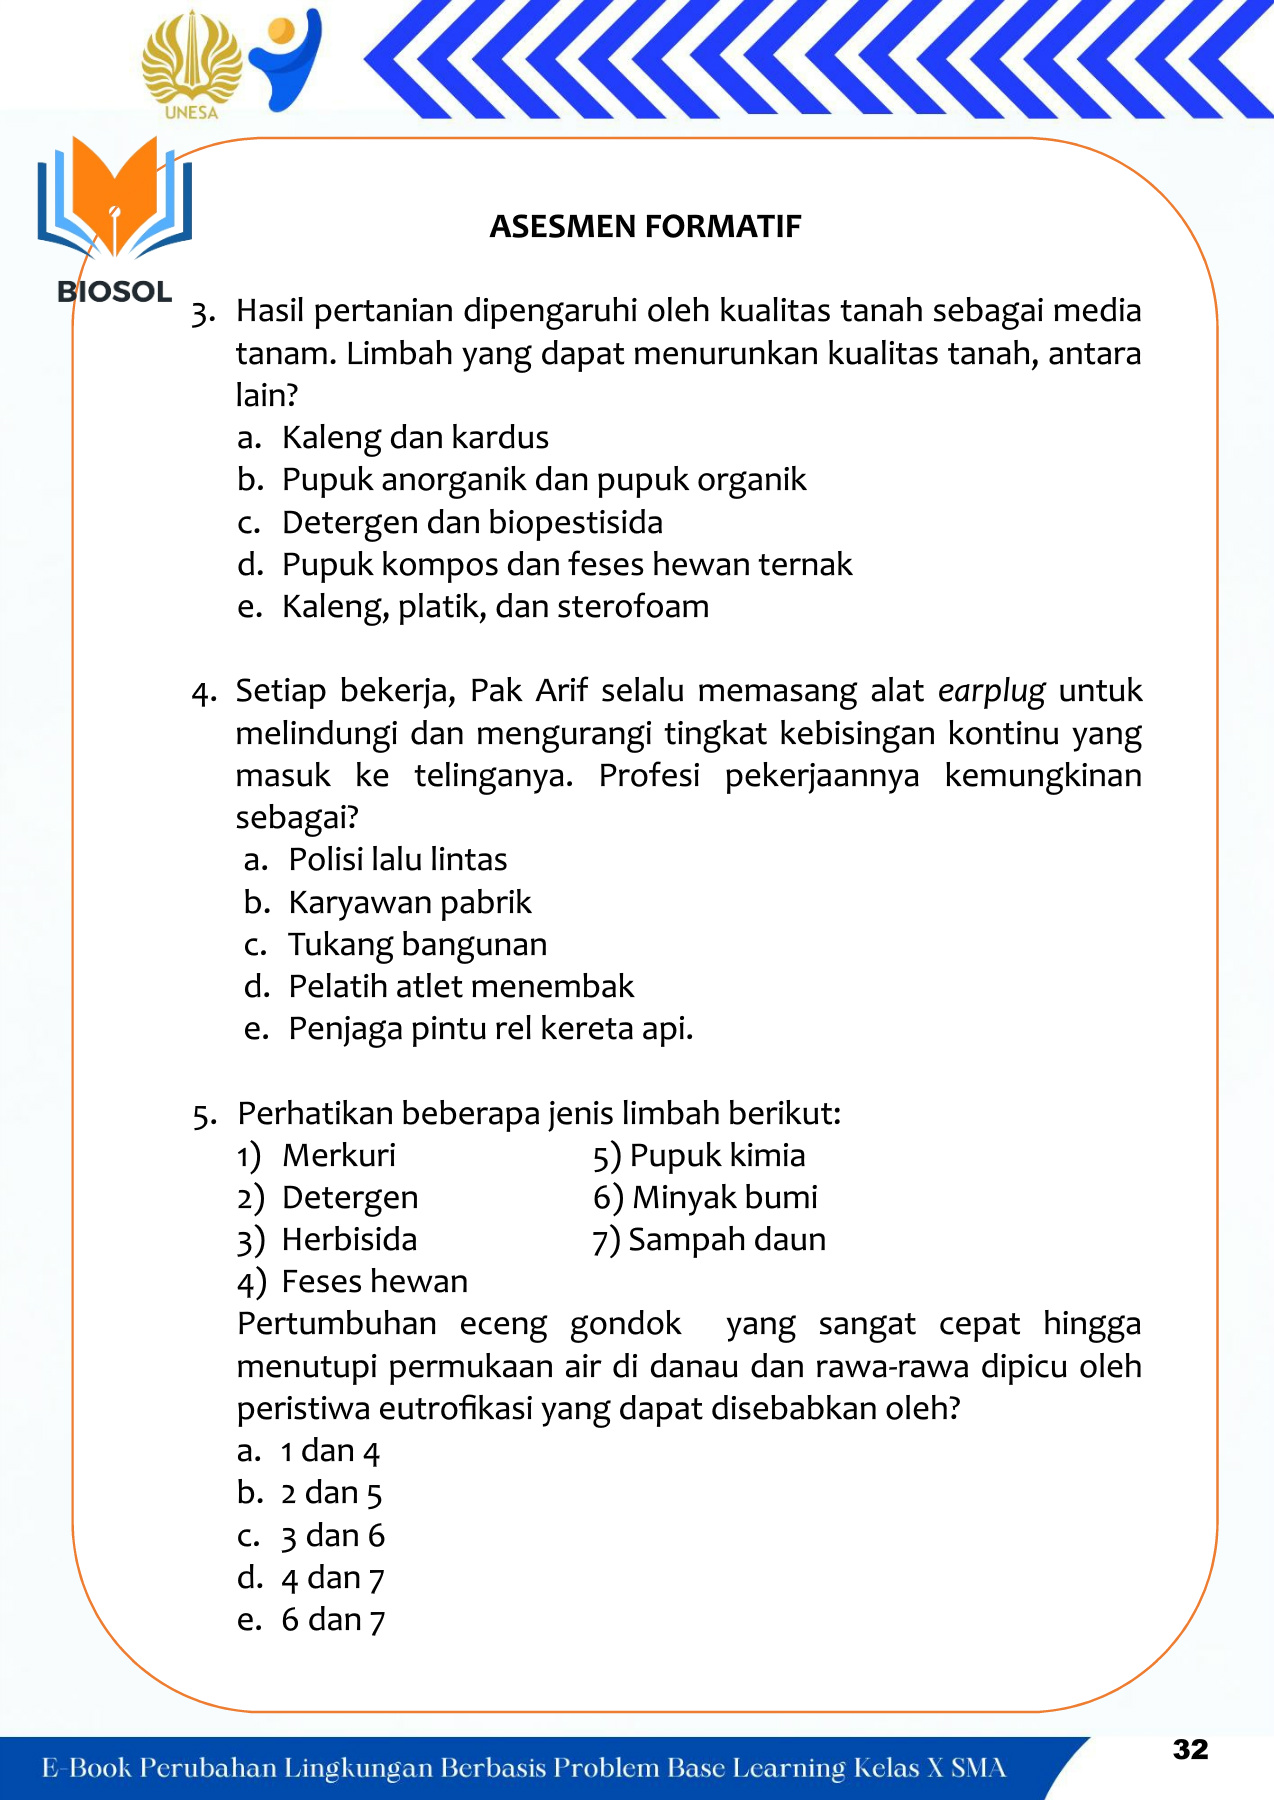 UNESA
BIOSOL
ASESMEN FORMATIF
3. Hasil pertanian dipengaruhi oleh kualitas tanah sebagai media
tanam. Limbah yang dapat menurunkan kualitas tanah, antara
lain?
a. Kaleng dan kardus
b. Pupuk anorganik dan pupuk organik
c. Detergen dan biopestisida
d. Pupuk kompos dan feses hewan ternak
e. Kaleng, platik, dan sterofoam
4. Setiap bekerja, Pak Arif selalu memasang alat earplug untuk
melindungi dan mengurangi tingkat kebisingan kontinu yang
masuk ke telinganya. Profesi pekerjaannya kemungkinan
sebagai?
a. Polisi lalu lintas
b. Karyawan pabrik
c. Tukang bangunan
d. Pelatih atlet menembak
e. Penjaga pintu rel kereta api.
5. Perhatikan beberapa jenis limbah berikut:
1) Merkuri 5) Pupuk kimia
2) Detergen 6) Minyak bumi
3) Herbisida 7) Sampah daun
4) Feses hewan
Pertumbuhan eceng gondok yang sangat cepat hingga
menutupi permukaan air di danau dan rawa-rawa dipicu oleh
peristiwa eutrofikasi yang dapat disebabkan oleh?
a. 1 dan 4
b. 2 dan 5
c. 3 dan 6
d. 4 dan 7
e. 6 dan 7
E-Book Perubahan Lingkungan Berbasis Problem Base Learning Kelas X SMA
32